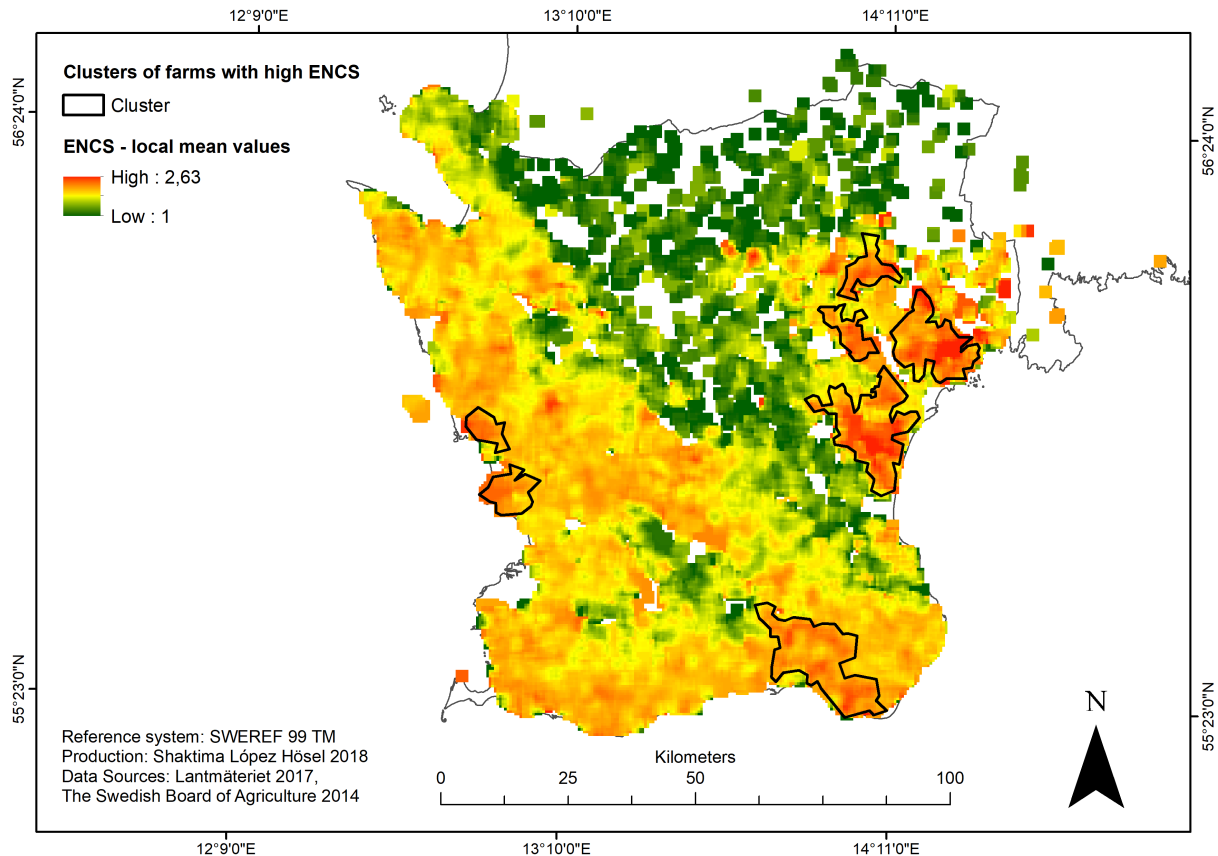 12°9'0"E
13°10'0"E
14°11'0"E
56°24'0"N
56°24'0"N
Clusters of farms with high ENCS
Cluster
ENCS - local mean values
High : 2,63
Low : 1
55°23'0"N
55°23'0"N
N
Reference system: SWEREF 99 TM
Production: Shaktima López Hösel 2018
Data Sources: Lantmäteriet 2017,
The Swedish Board of Agriculture 2014
Kilometers
0 25 50 100
12°9'0"E
13°10'0"E
14°11'0"E